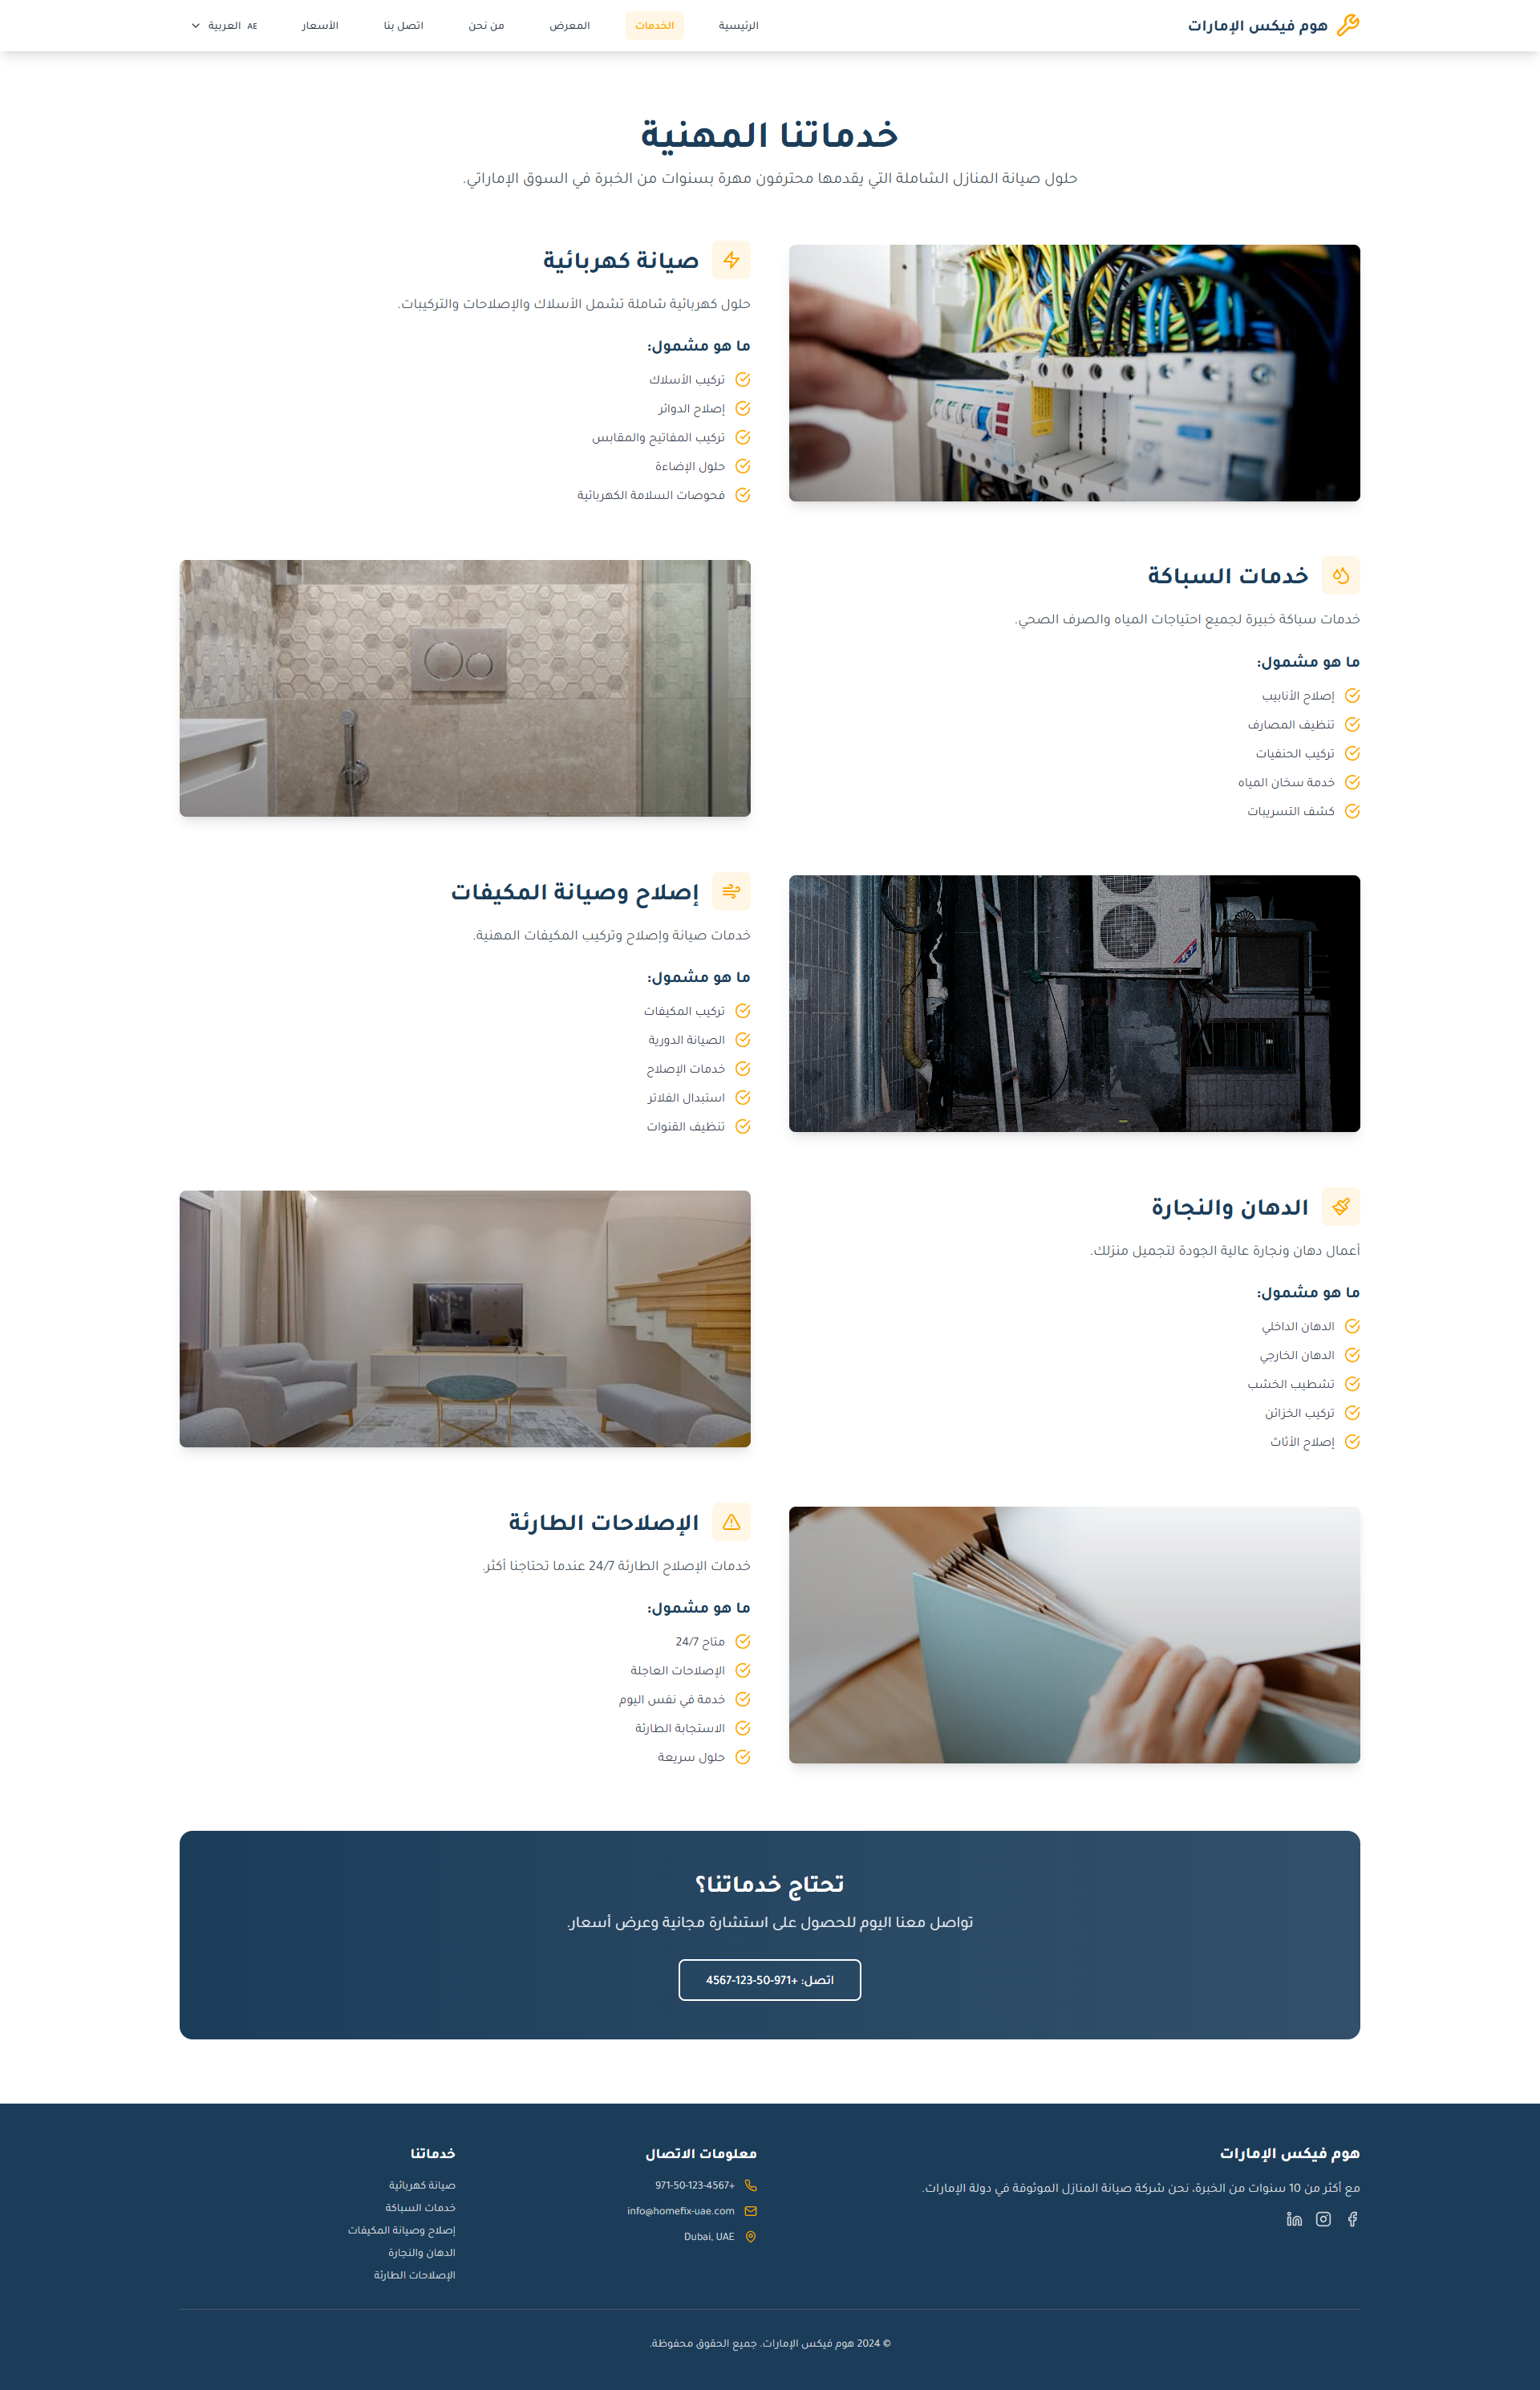 هوم فيكس الإمارات
الرئيسية
الخدمات
المعرض
من نحن
اتصل بنا
الأسعار
AE العربية
خدماتنا المهنية
حلول صيانة المنازل الشاملة التي يقدمها محترفون مهرة بسنوات من الخبرة في السوق الإماراتي.
صيانة كهربائية
حلول كهربائية شاملة تشمل الأسلاك والإصلاحات والتركيبات.
ما هو مشمول:
تركيب الأسلاك
إصلاح الدوائر
تركيب المفاتيح والمقابس
حلول الإضاءة
فحوصات السلامة الكهربائية
خدمات السباكة
خدمات سباكة خبيرة لجميع احتياجات المياه والصرف الصحي.
ما هو مشمول:
إصلاح الأنابيب
تنظيف المصارف
تركيب الحنفيات
خدمة سخان المياه
كشف التسريبات
إصلاح وصيانة المكيفات
خدمات صيانة وإصلاح وتركيب المكيفات المهنية.
ما هو مشمول:
تركيب المكيفات
الصيانة الدورية
خدمات الإصلاح
استبدال الفلاتر
تنظيف القنوات
الدهان والنجارة
أعمال دهان ونجارة عالية الجودة لتجميل منزلك.
ما هو مشمول:
الدهان الداخلي
الدهان الخارجي
تشطيب الخشب
تركيب الخزائن
إصلاح الأثاث
الإصلاحات الطارئة
خدمات الإصلاح الطارئة 24/7 عندما تحتاجنا أكثر.
ما هو مشمول:
متاح 24/7
الإصلاحات العاجلة
خدمة في نفس اليوم
الاستجابة الطارئة
حلول سريعة
تحتاج خدماتنا؟
تواصل معنا اليوم للحصول على استشارة مجانية وعرض أسعار.
اتصل: +971-50-123-4567
هوم فيكس الإمارات
مع أكثر من 10 سنوات من الخبرة، نحن شركة صيانة المنازل الموثوقة في دولة الإمارات.
معلومات الاتصال
971-50-123-4567+
info@homefix-uae.com
Dubai, UAE
خدماتنا
صيانة كهربائية
خدمات السباكة
إصلاح وصيانة المكيفات
الدهان والنجارة
الإصلاحات الطارئة
© 2024 هوم فيكس الإمارات. جميع الحقوق محفوظة.